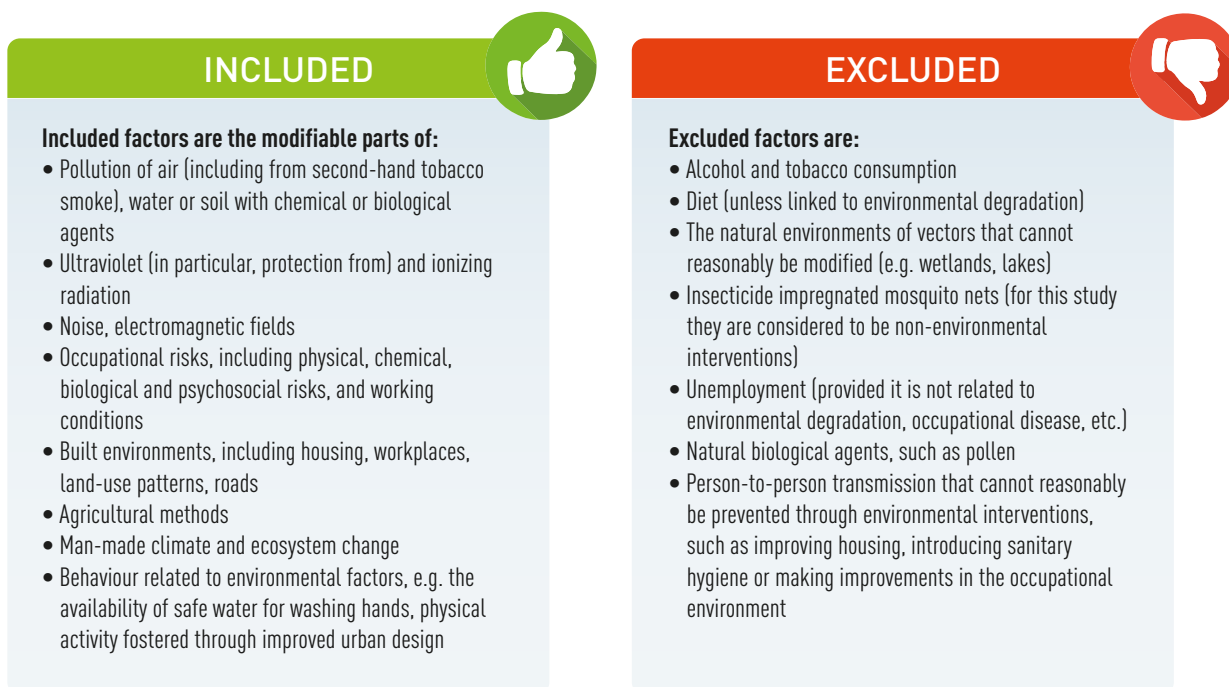 INCLUDED
Included factors are the modifiable parts of:
• Pollution of air (including from second-hand tobacco
smoke), water or soil with chemical or biological
agents
• Ultraviolet (in particular, protection from) and ionizing
radiation
• Noise, electromagnetic fields
• Occupational risks, including physical, chemical,
biological and psychosocial risks, and working
conditions
• Built environments, including housing, workplaces,
land-use patterns, roads
• Agricultural methods
• Man-made climate and ecosystem change
• Behaviour related to environmental factors, e.g. the
availability of safe water for washing hands, physical
activity fostered through improved urban design
EXCLUDED
Excluded factors are:
• Alcohol and tobacco consumption
• Diet (unless linked to environmental degradation)
• The natural environments of vectors that cannot
reasonably be modified (e.g. wetlands, lakes)
• Insecticide impregnated mosquito nets (for this study
they are considered to be non-environmental
interventions)
• Unemployment (provided it is not related to
environmental degradation, occupational disease, etc.)
• Natural biological agents, such as pollen
• Person-to-person transmission that cannot reasonably
be prevented through environmental interventions,
such as improving housing, introducing sanitary
hygiene or making improvements in the occupational
environment